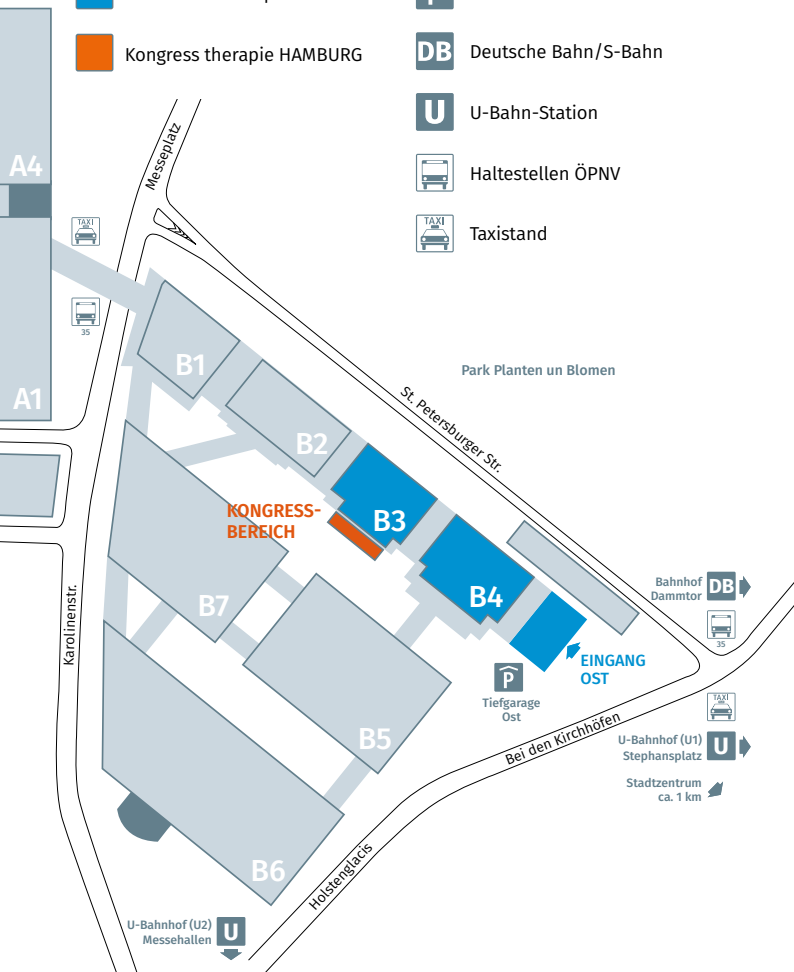 Kongress therapie HAMBURG
DB Deutsche Bahn/S-Bahn
U U-Bahn-Station
Haltestellen ÖPNV
TAXI Taxistand
A4
Messeplatz
TAXI
35
A1
B1
B2
Park Planten un Blomen
St. Petersburger Str.
KONGRESS-
BEREICH
B3
B4
B7
Karolinenstr.
Bahnhof
Dammtor
DB
35
EINGANG
OST
P
Tiefgarage
Ost
TAXI
B5
Bei den Kirchhöfen
U-Bahnhof (U1)
Stephansplatz
U
Stadtzentrum
ca. 1 km
B6
Holstenglacis
U-Bahnhof (U2)
Messehallen
U